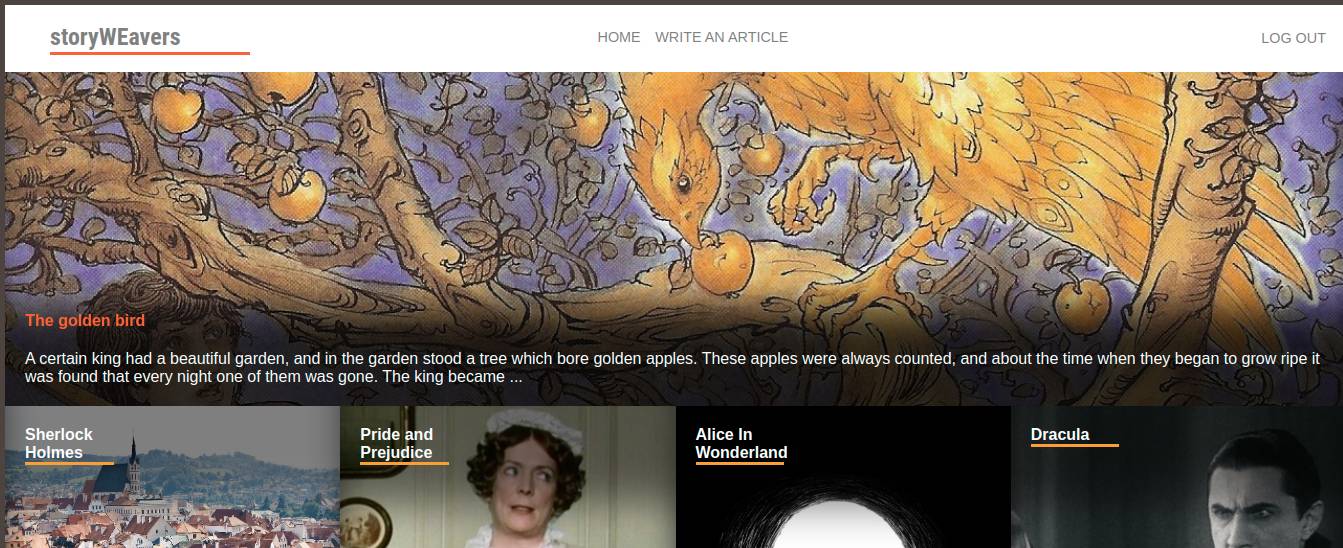 storyWEavers
HOME WRITE AN ARTICLE
LOG OUT
The golden bird
A certain king had a beautiful garden, and in the garden stood a tree which bore golden apples. These apples were always counted, and about the time when they began to grow ripe it
was found that every night one of them was gone. The king became ...
Sherlock
Holmes
Pride and
Prejudice
Alice In
Wonderland
Dracula